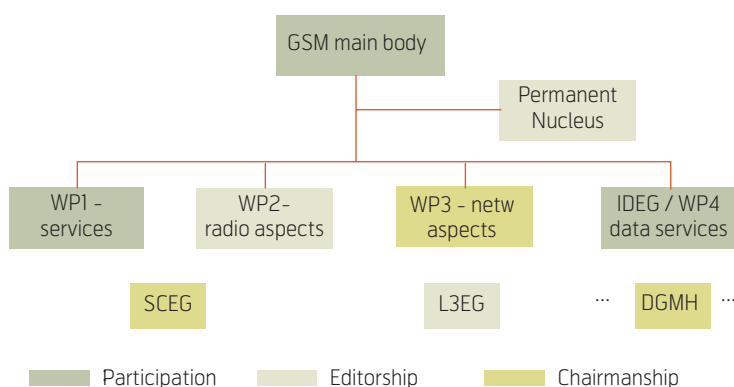 GSM main body
Permanent
Nucleus
WP1 -
services
WP2-
radio aspects
WP3 - netw
aspects
IDEG / WP4
data services
SCEG
L3EG
... DGMH ...
Participation
Editorship
Chairmanship